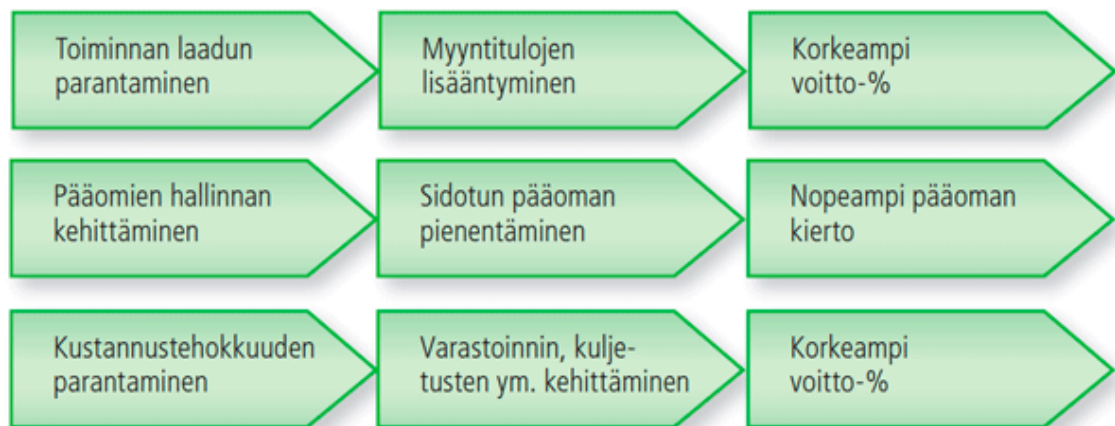 Toiminnan laadun
parantaminen
Myyntitulojen
lisääntyminen
Korkeampi
voitto-%
Pääomien hallinnan
kehittäminen
Sidotun pääoman
pienentäminen
Nopeampi pääoman
kierto
Kustannustehokkuuden
parantaminen
Varastoinnin, kulje-
tusten ym. kehittäminen
Korkeampi
voitto-%